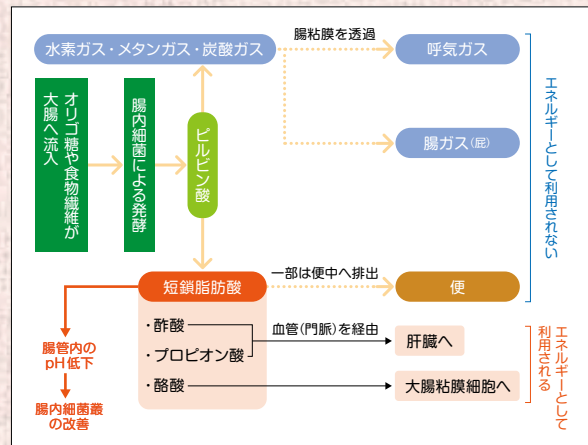 水素ガス・メタンガス・炭酸ガス
腸粘膜を透過
呼気ガス
腸ガス(屁)
エネルギーとして利用されない
オリゴ糖や食物繊維が
大腸へ流入
腸内細菌による発酵
ピルビン酸
短鎖脂肪酸
一部は便中へ排出
便
・酢酸
・プロピオン酸
・酪酸
血管(門脈)を経由
肝臓へ
大腸粘膜細胞へ
エネルギーとして
利用される
腸管内の
pH低下
腸内細菌叢
の改善